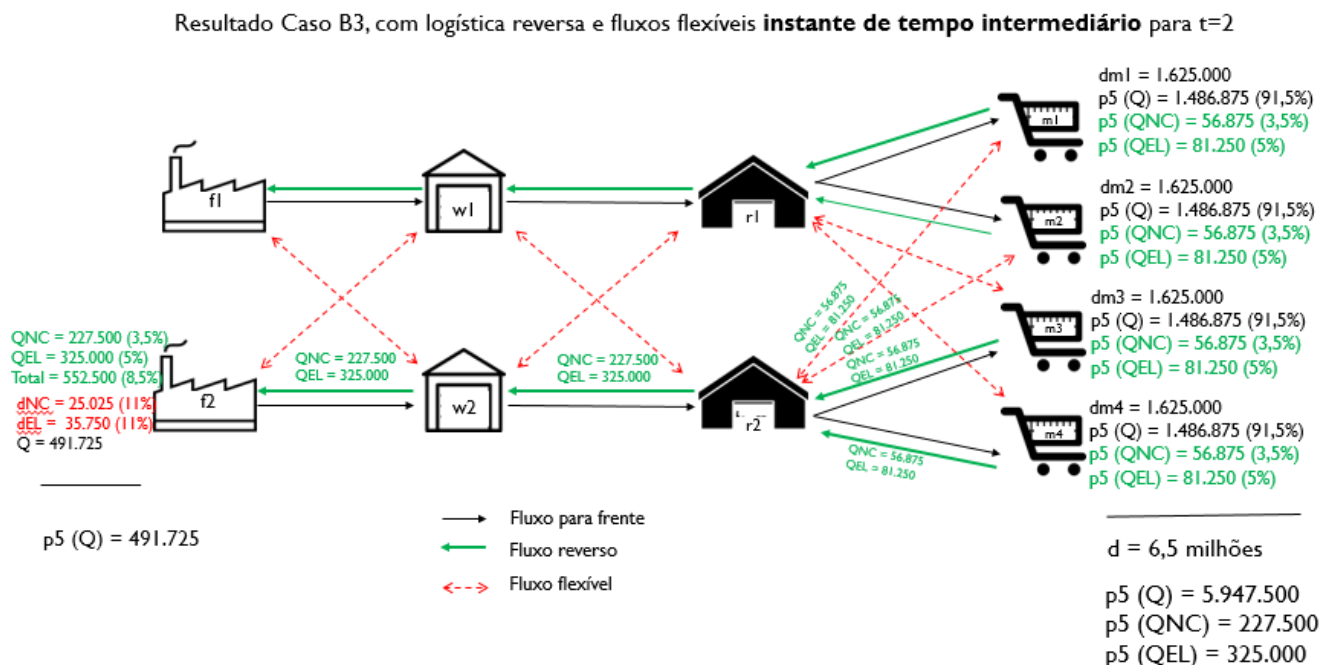 Resultado Caso B3, com logística reversa e fluxos flexíveis instante de tempo intermediário para t=2
dm1 = 1.625.000
p5 (Q) = 1.486.875 (91,5%)
p5 (QNC) = 56.875 (3,5%)
p5 (QEL) = 81.250 (5%)
m1
f1
w1
r1
dm2 = 1.625.000
p5 (Q) = 1.486.875 (91,5%)
p5 (QNC) = 56.875 (3,5%)
p5 (QEL) = 81.250 (5%)
m2
dm3 = 1.625.000
p5 (Q) = 1.486.875 (91,5%)
p5 (QNC) = 56.875 (3,5%)
p5 (QEL) = 81.250 (5%)
m3
QNC = 56.875
QEL = 81.250
QNC = 56.875
QEL = 81.250
QNC = 56.875
QEL = 81.250
QNC = 227.500 (3,5%)
QEL = 325.000 (5%)
Total = 552.500 (8,5%)
dNC = 25.025 (11%)
dEL = 35.750 (11%)
Q = 491.725
f2
QNC = 227.500
QEL = 325.000
w2
QNC = 227.500
QEL = 325.000
r2
dm4 = 1.625.000
p5 (Q) = 1.486.875 (91,5%)
p5 (QNC) = 56.875 (3,5%)
p5 (QEL) = 81.250 (5%)
m4
QNC = 56.875
QEL = 81.250
p5 (Q) = 491.725
Fluxo para frente
Fluxo reverso
Fluxo flexível
d = 6,5 milhões
p5 (Q) = 5.947.500
p5 (QNC) = 227.500
p5 (QEL) = 325.000